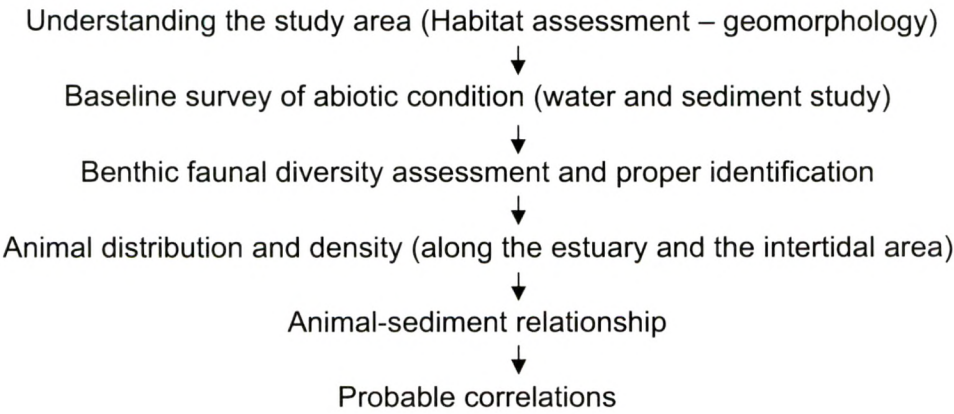 Understanding the study area (Habitat assessment – geomorphology)
Baseline survey of abiotic condition (water and sediment study)
Benthic faunal diversity assessment and proper identification
Animal distribution and density (along the estuary and the intertidal area)
Animal-sediment relationship
Probable correlations